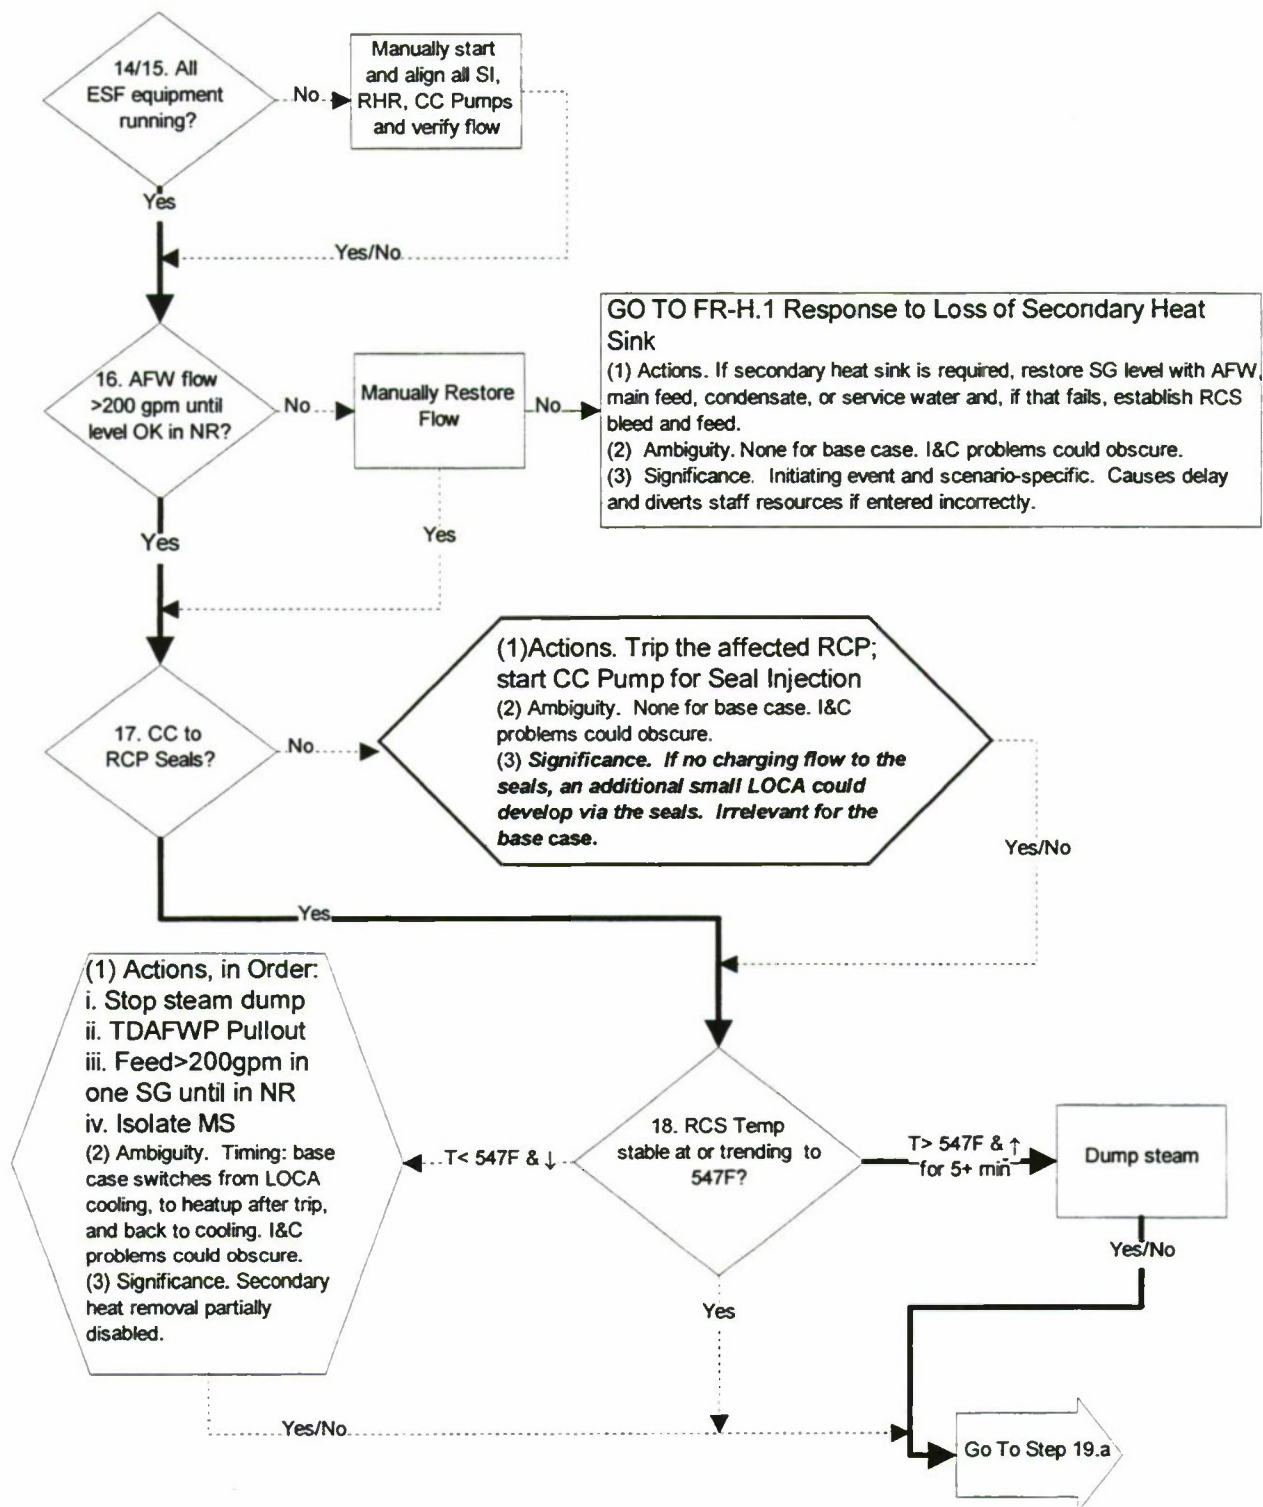 14/15. All
ESF equipment
running?
No
Manually start
and align all SI,
RHR, CC Pumps
and verify flow
Yes
Yes/No
16. AFW flow
>200 gpm until
level OK in NR?
No
Manually Restore
Flow
No
GO TO FR-H.1 Response to Loss of Secondary Heat
Sink
(1) Actions. If secondary heat sink is required, restore SG level with AFW,
main feed, condensate, or service water and, if that fails, establish RCS
bleed and feed.
(2) Ambiguity. None for base case. I&C problems could obscure.
(3) Significance. Initiating event and scenario-specific. Causes delay
and diverts staff resources if entered incorrectly.
Yes
Yes
17. CC to
RCP Seals?
No
(1)Actions. Trip the affected RCP;
start CC Pump for Seal Injection
(2) Ambiguity. None for base case. I&C
problems could obscure.
(3) Significance. If no charging flow to the
seals, an additional small LOCA could
develop via the seals. Irrelevant for the
base case.
Yes/No
Yes
(1) Actions, in Order:
i. Stop steam dump
ii. TDAFWP Pullout
iii. Feed>200gpm in
one SG until in NR
iv. Isolate MS
(2) Ambiguity. Timing: base
case switches from LOCA
cooling, to heatup after trip,
and back to cooling. I&C
problems could obscure.
(3) Significance. Secondary
heat removal partially
disabled.
T< 547F & ↓
18. RCS Temp
stable at or trending to
547F?
T> 547F & ↑
for 5+ min
Dump steam
Yes/No
Yes
Yes/No
Go To Step 19.a